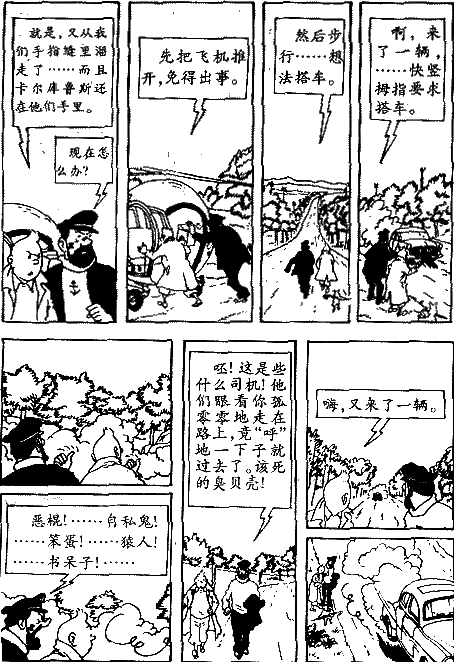 就是，又从我
们手指缝里溜
走了……而且
卡尔库鲁斯还
在他们手里。
现在怎
么办？
先把飞机推
开，免得出事。
然后步
行……想
法搭车。
啊，来
了一辆，
……快竖
拇指要求
搭车。
恶棍！……自私鬼！
……笨蛋！……猿人！
……书呆子！……
呸！这是些
什么司机！他
们眼看你孤
零零地走在
路上，竟“呼”
地一下子就
过去了。该死
的臭贝壳！
嗨，又来了一辆。